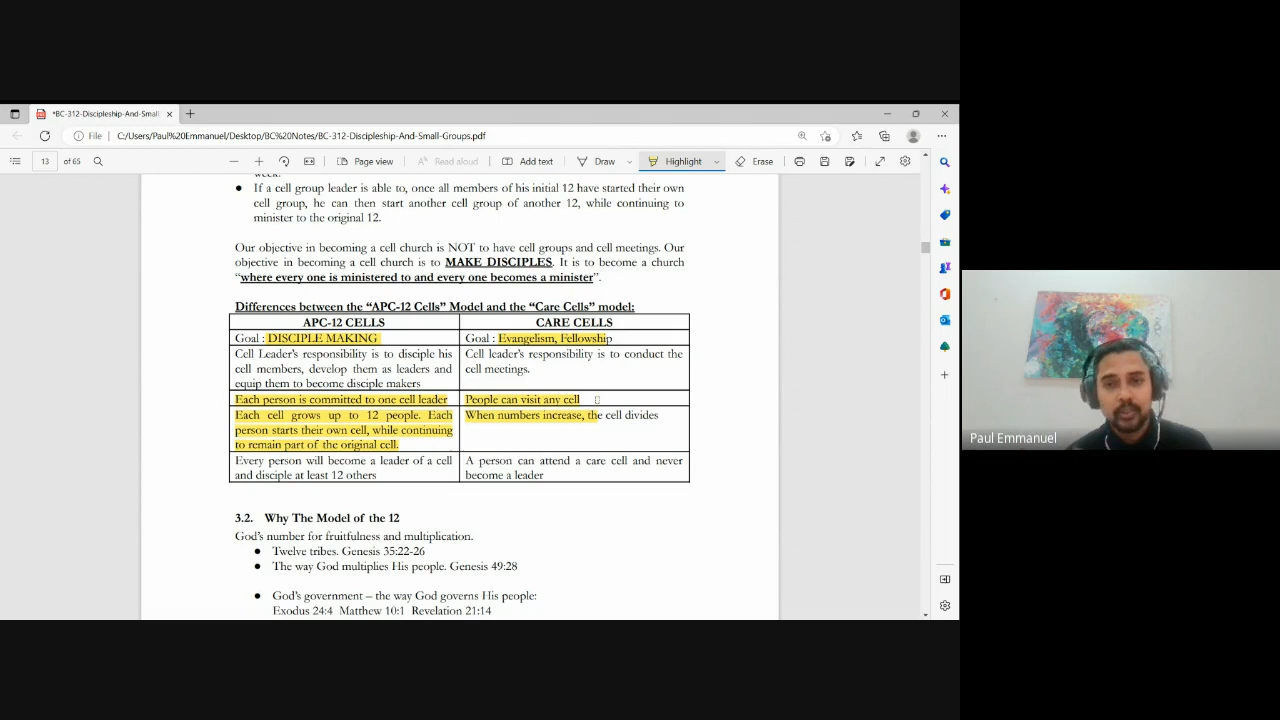 *BC-312-Discipleship-And-Small
File
C:/Users/Paul%20Emmanuel/Desktop/BC%20Notes/BC-312-Discipleship-And-Small-Groups.pdf
13 of 65
Page view
Read aloud
Add text
Draw
Highlight
Erase
week.
● If a cell group leader is able to, once all members of his initial 12 have started their own
cell group, he can then start another cell group of another 12, while continuing to
minister to the original 12.
Our objective in becoming a cell church is NOT to have cell groups and cell meetings. Our
objective in becoming a cell church is to MAKE DISCIPLES. It is to become a church
“where every one is ministered to and every one becomes a minister”.
Differences between the “APC-12 Cells” Model and the “Care Cells” model:
APC-12 CELLS
CARE CELLS
Goal : DISCIPLE MAKING
Goal : Evangelism, Fellowship
Cell Leader’s responsibility is to disciple his
cell members, develop them as leaders and
equip them to become disciple makers
Cell leader’s responsibility is to conduct the
cell meetings.
Each person is committed to one cell leader
People can visit any cell
Each cell grows up to 12 people. Each
person starts their own cell, while continuing
to remain part of the original cell.
When numbers increase, the cell divides
Every person will become a leader of a cell
and disciple at least 12 others
A person can attend a care cell and never
become a leader
3.2. Why The Model of the 12
God’s number for fruitfulness and multiplication.
● Twelve tribes. Genesis 35:22-26
● The way God multiplies His people. Genesis 49:28
● God’s government – the way God governs His people:
Exodus 24:4 Matthew 10:1 Revelation 21:14
Paul Emmanuel